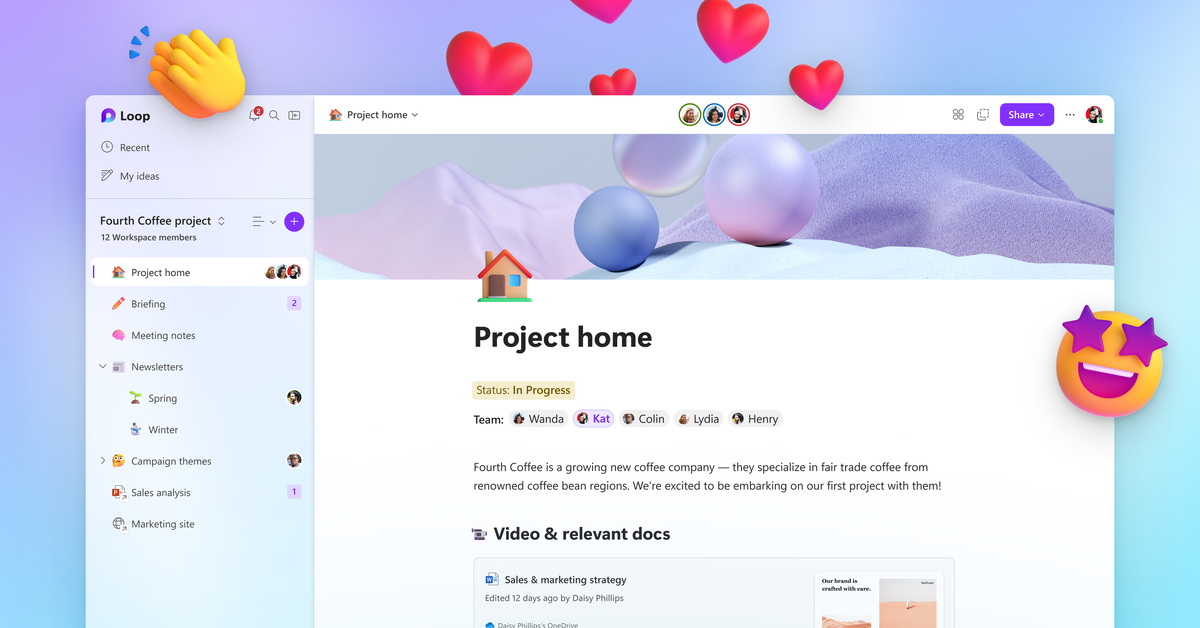 Loop
2
Recent
My ideas
Fourth Coffee project
12 Workspace members
Project home
Briefing
2
Meeting notes
Newsletters
Spring
Winter
Campaign themes
Sales analysis
1
Marketing site
Project home
Share
Project home
Status: In Progress
Team: Wanda Kat Colin Lydia Henry
Fourth Coffee is a growing new coffee company — they specialize in fair trade coffee from
renowned coffee bean regions. We're excited to be embarking on our first project with them!
Video & relevant docs
Sales & marketing strategy
Edited 12 days ago by Daisy Phillips
Daisy Phillips's OneDrive
Our brand is
crafted with care.